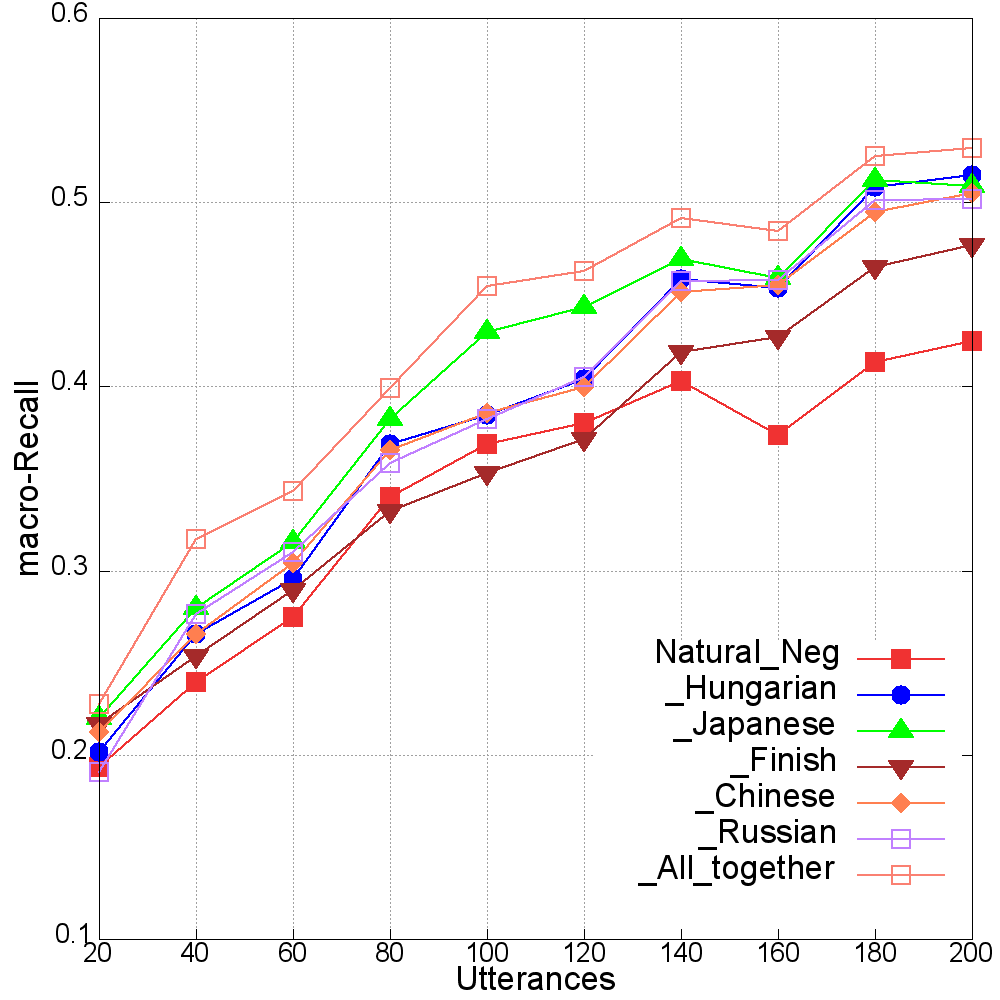 0.6
0.5
0.4
0.3
0.2
0.1
macro-Recall
Natural_Neg
_Hungarian
_Japanese
_Finish
_Chinese
_Russian
_All_together
20 40 60 80 100 120 140 160 180 200
Utterances